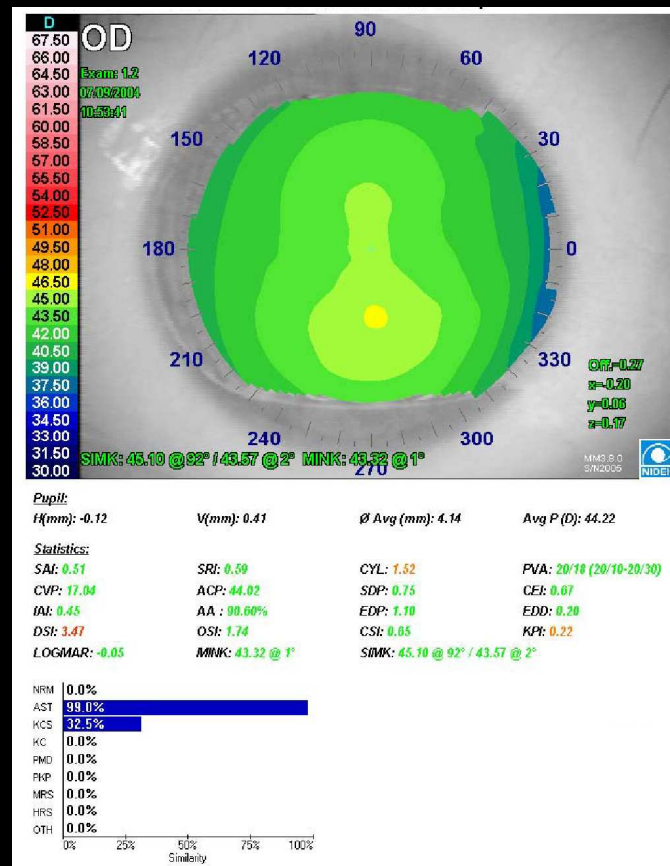 D
67.50
66.00
64.50
63.00
61.50
60.00
58.50
57.00
55.50
54.00
52.50
51.00
49.50
48.00
46.50
45.00
43.50
42.00
40.50
39.00
37.50
36.00
34.50
33.00
31.50
30.00
OD
Exam: 1.2
07/09/2004
10:53:41
90
120
60
150
30
180
0
210
330
240
300
270
Off:=0.27
x=-0.20
y=0.06
z=0.17
SIMK: 45.10 @ 92° / 43.57 @ 2° MINK: 43.32 @ 1°
MM3.9.0
S/N2005
NIDEK
Pupil:
H(mm): -0.12 V(mm): 0.41 Ø Avg (mm): 4.14 Avg P (D): 44.22
Statistics:
SAI: 0.51 SRI: 0.59 CYL: 1.52 PVA: 20/18 (20/10-20/30)
CVP: 17.04 ACP: 44.02 SDP: 0.75 CEI: 0.67
IAI: 0.45 AA : 90.60% EDP: 1.10 EDD: 0.20
DSI: 3.47 OSI: 1.74 CSI: 0.65 KPI: 0.22
LOGMAR: -0.05 MINK: 43.32 @ 1° SIMK: 45.10 @ 92° / 43.57 @ 2°
NRM 0.0%
AST 99.0%
KCS 32.5%
KC 0.0%
PMD 0.0%
PKP 0.0%
MRS 0.0%
HRS 0.0%
OTH 0.0%
0% 25% 50% 75% 100%
Similarity